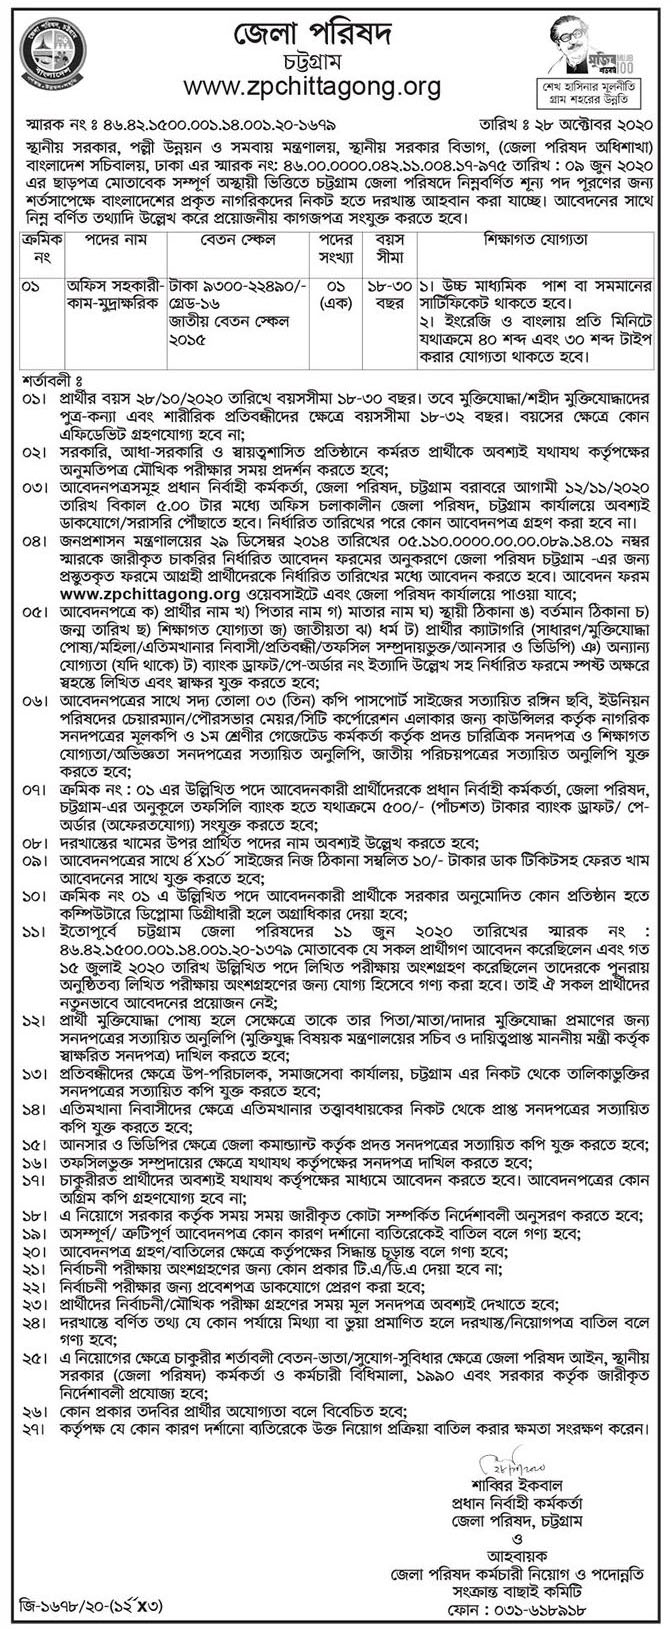 জেলা পরিষদ
চট্টগ্রাম
www.zpchittagong.org
শেখ হাসিনার মূলনীতি
গ্রাম শহরের উন্নতি
স্মারক নং ঃ ৪৬.৪২.১৫০০.০০১.১৪.০০১.২০-১৬৭৯ তারিখ ঃ ২৮ অক্টোবর ২০২০
স্থানীয় সরকার, পল্লী উন্নয়ন ও সমবায় মন্ত্রণালয়, স্থানীয় সরকার বিভাগ, (জেলা পরিষদ অধিশাখা)
বাংলাদেশ সচিবালয়, ঢাকা এর স্মারক নং: ৪৬.০০.০০০০.০৪২.১১.০০৪.১৭-৯৭৫ তারিখ : ০৯ জুন ২০২০
এর ছাড়পত্র মোতাবেক সম্পূর্ণ অস্থায়ী ভিত্তিতে চট্টগ্রাম জেলা পরিষদে নিম্নবর্ণিত শূন্য পদ পূরণের জন্য
শর্তসাপেক্ষে বাংলাদেশের প্রকৃত নাগরিকদের নিকট হতে দরখাস্ত আহবান করা যাচ্ছে। আবেদনের সাথে
নিম্ন বর্ণিত তথ্যাদি উল্লেখ করে প্রয়োজনীয় কাগজপত্র সংযুক্ত করতে হবে।
ক্রমিক নং | পদের নাম | বেতন স্কেল | পদের সংখ্যা | বয়স সীমা | শিক্ষাগত যোগ্যতা
০১ | অফিস সহকারী-কাম-মুদ্রাক্ষরিক | টাকা ৯৩০০-২২৪৯০/- গ্রেড-১৬ জাতীয় বেতন স্কেল ২০১৫ | ০১ (এক) | ১৮-৩০ বছর | ১। উচ্চ মাধ্যমিক পাশ বা সমমানের
সার্টিফিকেট থাকতে হবে।
২। ইংরেজি ও বাংলায় প্রতি মিনিটে
যথাক্রমে ৪০ শব্দ এবং ৩০ শব্দ টাইপ
করার যোগ্যতা থাকতে হবে।
শর্তাবলী ঃ
০১। প্রার্থীর বয়স ২৮/১০/২০২০ তারিখে বয়সসীমা ১৮-৩০ বছর। তবে মুক্তিযোদ্ধা/শহীদ মুক্তিযোদ্ধাদের
পুত্র-কন্যা এবং শারীরিক প্রতিবন্ধীদের ক্ষেত্রে বয়সসীমা ১৮-৩২ বছর। বয়সের ক্ষেত্রে কোন
এফিডেভিট গ্রহণযোগ্য হবে না;
০২। সরকারি, আধা-সরকারি ও স্বায়ত্বশাসিত প্রতিষ্ঠানে কর্মরত প্রার্থীকে অবশ্যই যথাযথ কর্তৃপক্ষের
অনুমতিপত্র মৌখিক পরীক্ষার সময় প্রদর্শন করতে হবে;
০৩। আবেদনপত্রসমূহ প্রধান নির্বাহী কর্মকর্তা, জেলা পরিষদ, চট্টগ্রাম বরাবরে আগামী ১২/১১/২০২০
তারিখ বিকাল ৫.০০ টার মধ্যে অফিস চলাকালীন জেলা পরিষদ, চট্টগ্রাম কার্যালয়ে অবশ্যই
ডাকযোগে/সরাসরি পৌঁছাতে হবে। নির্ধারিত তারিখের পরে কোন আবেদনপত্র গ্রহণ করা হবে না।
০৪। জনপ্রশাসন মন্ত্রণালয়ের ২৯ ডিসেম্বর ২০১৪ তারিখের ০৫.১১০.০০০০.০০.০০.০৮৯.১৪.০১ নম্বর
স্মারকে জারীকৃত চাকরির নির্ধারিত আবেদন ফরমের অনুকরণে জেলা পরিষদ চট্টগ্রাম -এর জন্য
প্রস্তুতকৃত ফরমে আগ্রহী প্রার্থীদেরকে নির্ধারিত তারিখের মধ্যে আবেদন করতে হবে। আবেদন ফরম
www.zpchittagong.org ওয়েবসাইটে এবং জেলা পরিষদ কার্যালয়ে পাওয়া যাবে;
০৫। আবেদনপত্রে ক) প্রার্থীর নাম খ) পিতার নাম গ) মাতার নাম ঘ) স্থায়ী ঠিকানা ঙ) বর্তমান ঠিকানা চ)
জন্ম তারিখ ছ) শিক্ষাগত যোগ্যতা জ) জাতীয়তা ঝ) ধর্ম ট) প্রার্থীর ক্যাটাগরি (সাধারণ/মুক্তিযোদ্ধা
পোষ্য/মহিলা/এতিমখানার নিবাসী/প্রতিবন্ধী/তফসিল সম্প্রদায়ভুক্ত/আনসার ও ভিডিপি) ঞ) অন্যান্য
যোগ্যতা (যদি থাকে) ট) ব্যাংক ড্রাফট/পে-অর্ডার নং ইত্যাদি উল্লেখ সহ নির্ধারিত ফরমে স্পষ্ট অক্ষরে
স্বহস্তে লিখিত এবং স্বাক্ষর যুক্ত করতে হবে;
০৬। আবেদনপত্রের সাথে সদ্য তোলা ০৩ (তিন) কপি পাসপোর্ট সাইজের সত্যায়িত রঙ্গিন ছবি, ইউনিয়ন
পরিষদের চেয়ারম্যান/পৌরসভার মেয়র/সিটি কর্পোরেশন এলাকার জন্য কাউন্সিলর কর্তৃক নাগরিক
সনদপত্রের মূলকপি ও ১ম শ্রেণীর গেজেটেড কর্মকর্তা কর্তৃক প্রদত্ত চারিত্রিক সনদপত্র ও শিক্ষাগত
যোগ্যতা/অভিজ্ঞতা সনদপত্রের সত্যায়িত অনুলিপি, জাতীয় পরিচয়পত্রের সত্যায়িত অনুলিপি যুক্ত
করতে হবে;
০৭। ক্রমিক নং : ০১ এর উল্লিখিত পদে আবেদনকারী প্রার্থীদেরকে প্রধান নির্বাহী কর্মকর্তা, জেলা পরিষদ,
চট্টগ্রাম-এর অনুকূলে তফসিলি ব্যাংক হতে যথাক্রমে ৫০০/- (পাঁচশত) টাকার ব্যাংক ড্রাফট/ পে-
অর্ডার (অফেরতযোগ্য) সংযুক্ত করতে হবে;
০৮। দরখাস্তের খামের উপর প্রার্থিত পদের নাম অবশ্যই উল্লেখ করতে হবে;
০৯। আবেদনপত্রের সাথে ৪˝X১০˝ সাইজের নিজ ঠিকানা সম্বলিত ১০/- টাকার ডাক টিকিটসহ ফেরত খাম
আবেদনের সাথে যুক্ত করতে হবে;
১০। ক্রমিক নং ০১ এ উল্লিখিত পদে আবেদনকারী প্রার্থীকে সরকার অনুমোদিত কোন প্রতিষ্ঠান হতে
কম্পিউটারে ডিপ্লোমা ডিগ্রীধারী হলে অগ্রাধিকার দেয়া হবে;
১১। ইতোপূর্বে চট্টগ্রাম জেলা পরিষদের ১১ জুন ২০২০ তারিখের স্মারক নং :
৪৬.৪২.১৫০০.০০১.১৪.০০১.২০-১৩৭৯ মোতাবেক যে সকল প্রার্থীগণ আবেদন করেছিলেন এবং গত
১৫ জুলাই ২০২০ তারিখ উল্লিখিত পদে লিখিত পরীক্ষায় অংশগ্রহণ করেছিলেন তাদেরকে পুনরায়
অনুষ্ঠিতব্য লিখিত পরীক্ষায় অংশগ্রহণের জন্য যোগ্য হিসেবে গণ্য করা হবে। তাই ঐ সকল প্রার্থীদের
নতুনভাবে আবেদনের প্রয়োজন নেই;
১২। প্রার্থী মুক্তিযোদ্ধা পোষ্য হলে সেক্ষেত্রে তাকে তার পিতা/মাতা/দাদার মুক্তিযোদ্ধা প্রমাণের জন্য
সনদপত্রের সত্যায়িত অনুলিপি (মুক্তিযুদ্ধ বিষয়ক মন্ত্রণালয়ের সচিব ও দায়িত্বপ্রাপ্ত মাননীয় মন্ত্রী কর্তৃক
স্বাক্ষরিত সনদপত্র) দাখিল করতে হবে;
১৩। প্রতিবন্ধীদের ক্ষেত্রে উপ-পরিচালক, সমাজসেবা কার্যালয়, চট্টগ্রাম এর নিকট থেকে তালিকাভুক্তির
সনদপত্রের সত্যায়িত কপি যুক্ত করতে হবে;
১৪। এতিমখানা নিবাসীদের ক্ষেত্রে এতিমখানার তত্ত্বাবধায়কের নিকট থেকে প্রাপ্ত সনদপত্রের সত্যায়িত
কপি যুক্ত করতে হবে;
১৫। আনসার ও ভিডিপির ক্ষেত্রে জেলা কমান্ড্যান্ট কর্তৃক প্রদত্ত সনদপত্রের সত্যায়িত কপি যুক্ত করতে হবে;
১৬। তফসিলভুক্ত সম্প্রদায়ের ক্ষেত্রে যথাযথ কর্তৃপক্ষের সনদপত্র দাখিল করতে হবে;
১৭। চাকুরীরত প্রার্থীদের অবশ্যই যথাযথ কর্তৃপক্ষের মাধ্যমে আবেদন করতে হবে। আবেদনপত্রের কোন
অগ্রিম কপি গ্রহণযোগ্য হবে না;
১৮। এ নিয়োগে সরকার কর্তৃক সময় সময় জারীকৃত কোটা সম্পর্কিত নির্দেশাবলী অনুসরণ করতে হবে;
১৯। অসম্পূর্ণ/ ত্রুটিপূর্ণ আবেদনপত্র কোন কারণ দর্শানো ব্যতিরেকেই বাতিল বলে গণ্য হবে;
২০। আবেদনপত্র গ্রহণ/বাতিলের ক্ষেত্রে কর্তৃপক্ষের সিদ্ধান্ত চূড়ান্ত বলে গণ্য হবে;
২১। নির্বাচনী পরীক্ষায় অংশগ্রহণের জন্য কোন প্রকার টি.এ/ডি.এ দেয়া হবে না;
২২। নির্বাচনী পরীক্ষার জন্য প্রবেশপত্র ডাকযোগে প্রেরণ করা হবে;
২৩। প্রার্থীদের নির্বাচনী/মৌখিক পরীক্ষা গ্রহণের সময় মূল সনদপত্র অবশ্যই দেখাতে হবে;
২৪। দরখাস্তে বর্ণিত তথ্য যে কোন পর্যায়ে মিথ্যা বা ভুয়া প্রমাণিত হলে দরখাস্ত/নিয়োগপত্র বাতিল বলে
গণ্য হবে;
২৫। এ নিয়োগের ক্ষেত্রে চাকুরীর শর্তাবলী বেতন-ভাতা/সুযোগ-সুবিধার ক্ষেত্রে জেলা পরিষদ আইন, স্থানীয়
সরকার (জেলা পরিষদ) কর্মকর্তা ও কর্মচারী বিধিমালা, ১৯৯০ এবং সরকার কর্তৃক জারীকৃত
নির্দেশাবলী প্রযোজ্য হবে;
২৬। কোন প্রকার তদবির প্রার্থীর অযোগ্যতা বলে বিবেচিত হবে;
২৭। কর্তৃপক্ষ যে কোন কারণ দর্শানো ব্যতিরেকে উক্ত নিয়োগ প্রক্রিয়া বাতিল করার ক্ষমতা সংরক্ষণ করেন।
শাব্বির ইকবাল
প্রধান নির্বাহী কর্মকর্তা
জেলা পরিষদ, চট্টগ্রাম
ও
আহবায়ক
জেলা পরিষদ কর্মচারী নিয়োগ ও পদোন্নতি
সংক্রান্ত বাছাই কমিটি
ফোন : ০৩১-৬১৮৯১৮
জি-১৬৭৮/২০-(১২˝X৩)